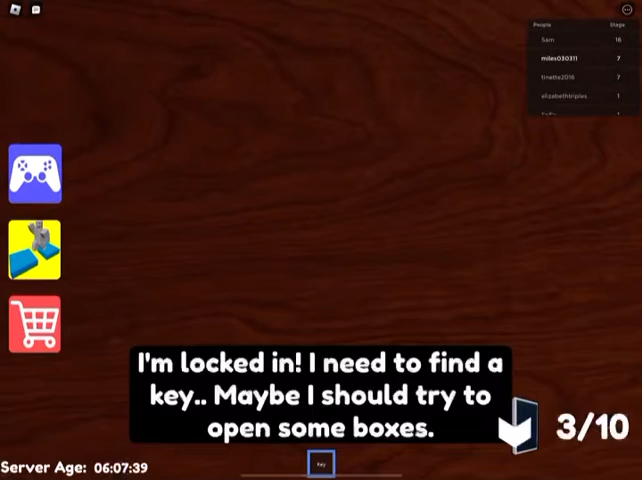 People Stage
Sam 16
miles030311 7
tinette2016 7
elizabethtriples 1
I'm locked in! I need to find a
key.. Maybe I should try to
open some boxes.
3/10
Server Age: 06:07:39
Key